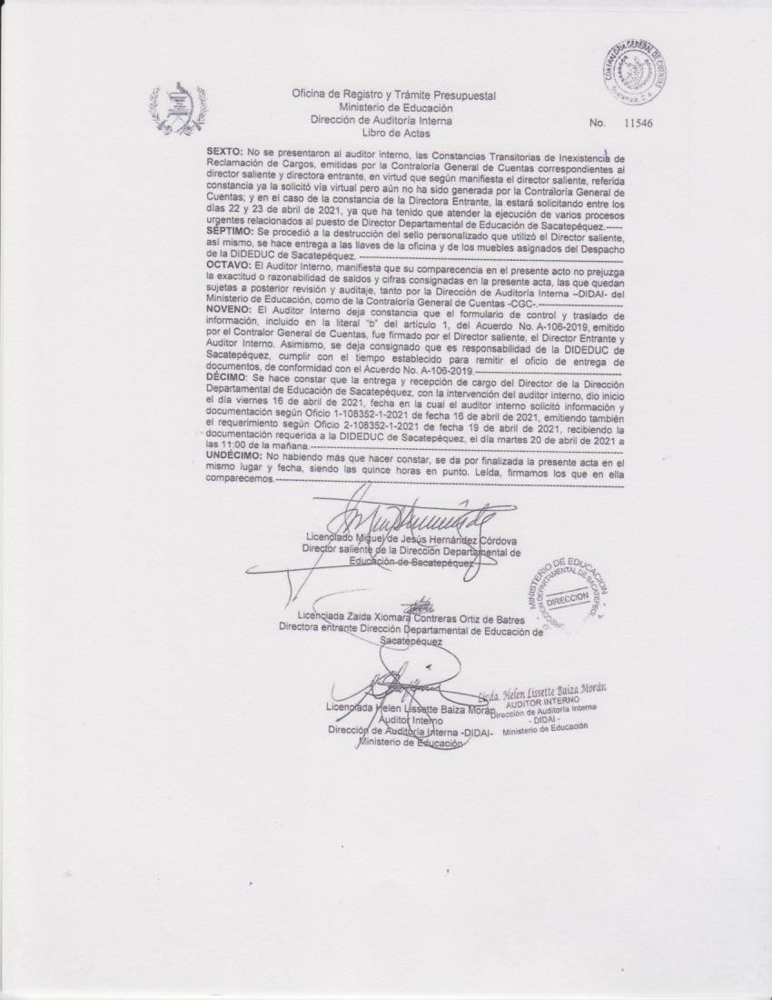 CONTRALORIA GENERAL DE CUENTAS
Guatemala, C. A.
Oficina de Registro y Trámite Presupuestal
Ministerio de Educación
Dirección de Auditoría Interna
Libro de Actas
No. 11546
SEXTO: No se presentaron al auditor interno, las Constancias Transitorias de Inexistencia de
Reclamación de Cargos, emitidas por la Contraloría General de Cuentas correspondientes al
director saliente y directora entrante, en virtud que según manifiesta el director saliente, referida
constancia ya la solicitó vía virtual pero aún no ha sido generada por la Contraloría General de
Cuentas; y en el caso de la constancia de la Directora Entrante, la estará solicitando entre los
días 22 y 23 de abril de 2021, ya que ha tenido que atender la ejecución de varios procesos
urgentes relacionados al puesto de Director Departamental de Educación de Sacatepéquez.-----
SÉPTIMO: Se procedió a la destrucción del sello personalizado que utilizó el Director saliente,
así mismo, se hace entrega a las llaves de la oficina y de los muebles asignados del Despacho
de la DIDEDUC de Sacatepéquez. ------------------------------------------------------------
OCTAVO: El Auditor Interno, manifiesta que su comparecencia en el presente acto no prejuzga
la exactitud o razonabilidad de saldos y cifras consignadas en la presente acta, las que quedan
sujetas a posterior revisión y auditaje, tanto por la Dirección de Auditoría Interna –DIDAI- del
Ministerio de Educación, como de la Contraloría General de Cuentas -CGC-.--------------------
NOVENO: El Auditor Interno deja constancia que el formulario de control y traslado de
información, incluido en la literal "b" del artículo 1, del Acuerdo No. A-106-2019, emitido
por el Contralor General de Cuentas, fue firmado por el Director saliente, el Director Entrante y
Auditor Interno. Asimismo, se deja consignado que es responsabilidad de la DIDEDUC de
Sacatepéquez, cumplir con el tiempo establecido para remitir el oficio de entrega de
documentos, de conformidad con el Acuerdo No. A-106-2019.---------------------------------
DÉCIMO: Se hace constar que la entrega y recepción de cargo del Director de la Dirección
Departamental de Educación de Sacatepéquez, con la intervención del auditor interno, dio inicio
el día viernes 16 de abril de 2021, fecha en la cual el auditor interno solicitó información y
documentación según Oficio 1-108352-1-2021 de fecha 16 de abril de 2021, emitiendo también
el requerimiento según Oficio 2-108352-1-2021 de fecha 19 de abril de 2021, recibiendo la
documentación requerida a la DIDEDUC de Sacatepéquez, el día martes 20 de abril de 2021 a
las 11:00 de la mañana.----------------------------------------------------------------------
UNDÉCIMO: No habiendo más que hacer constar, se da por finalizada la presente acta en el
mismo lugar y fecha, siendo las quince horas en punto. Leída, firmamos los que en ella
comparecemos.-------------------------------------------------------------------------------
Licenciado Miguel de Jesús Hernández Córdova
Director saliente de la Dirección Departamental de
Educación de Sacatepéquez
MINISTERIO DE EDUCACION
DEPARTAMENTAL DE SACATEPEQ
DIRECCION
Licenciada Zaida Xiomara Contreras Ortiz de Batres
Directora entrante Dirección Departamental de Educación de
Sacatepéquez
Licenciada Helen Lissette Baiza Morán
Auditor Interno
Dirección de Auditoría Interna -DIDAI-
Ministerio de Educación
Licda. Helen Lissette Baiza Morán
AUDITOR INTERNO
Dirección de Auditoría Interna
- DIDAI -
Ministerio de Educación